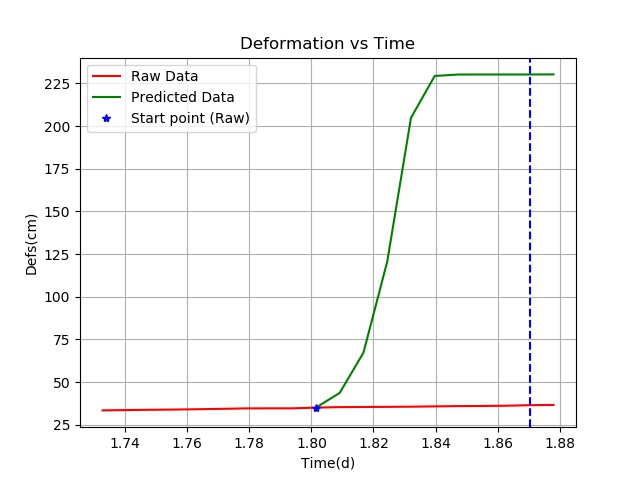 Deformation vs Time
Raw Data
Predicted Data
Start point (Raw)
Defs(cm)
225
200
175
150
125
100
75
50
25
1.74 1.76 1.78 1.80 1.82 1.84 1.86 1.88
Time(d)